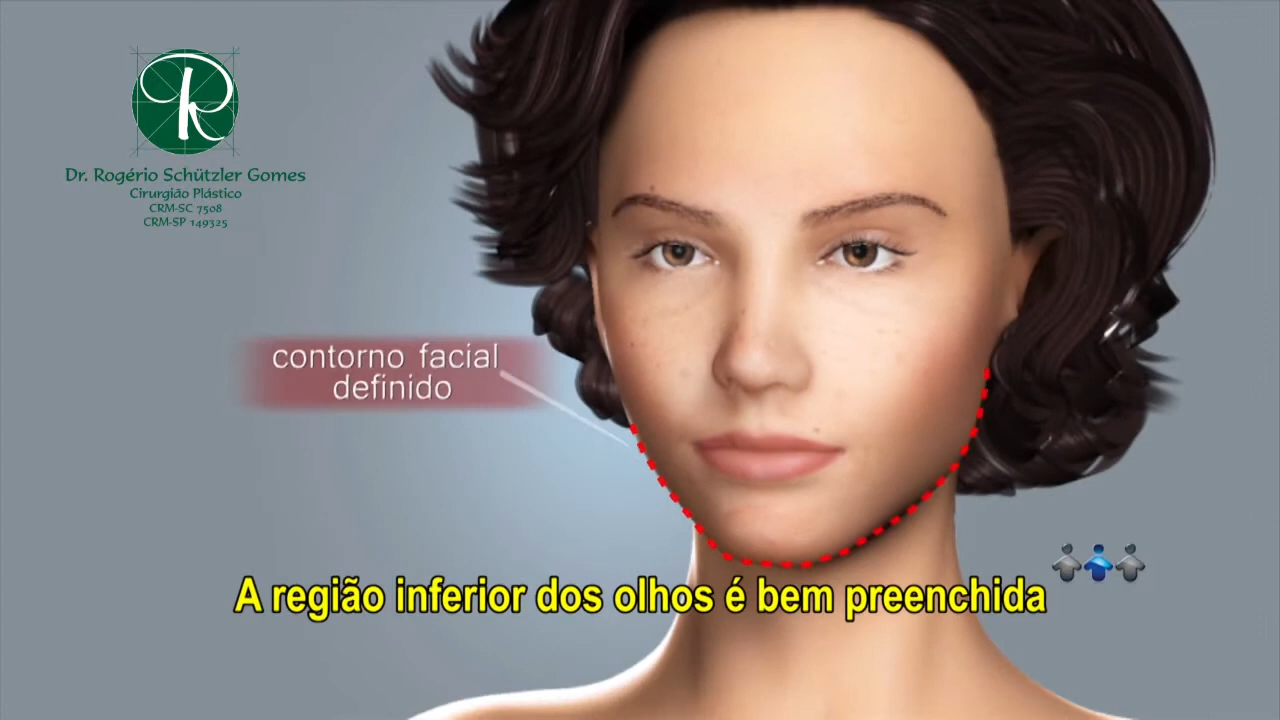 Dr. Rogério Schützler Gomes
Cirurgião Plástico
CRM-SC 7508
CRM-SP 149325
contorno facial
definido
A região inferior dos olhos é bem preenchida